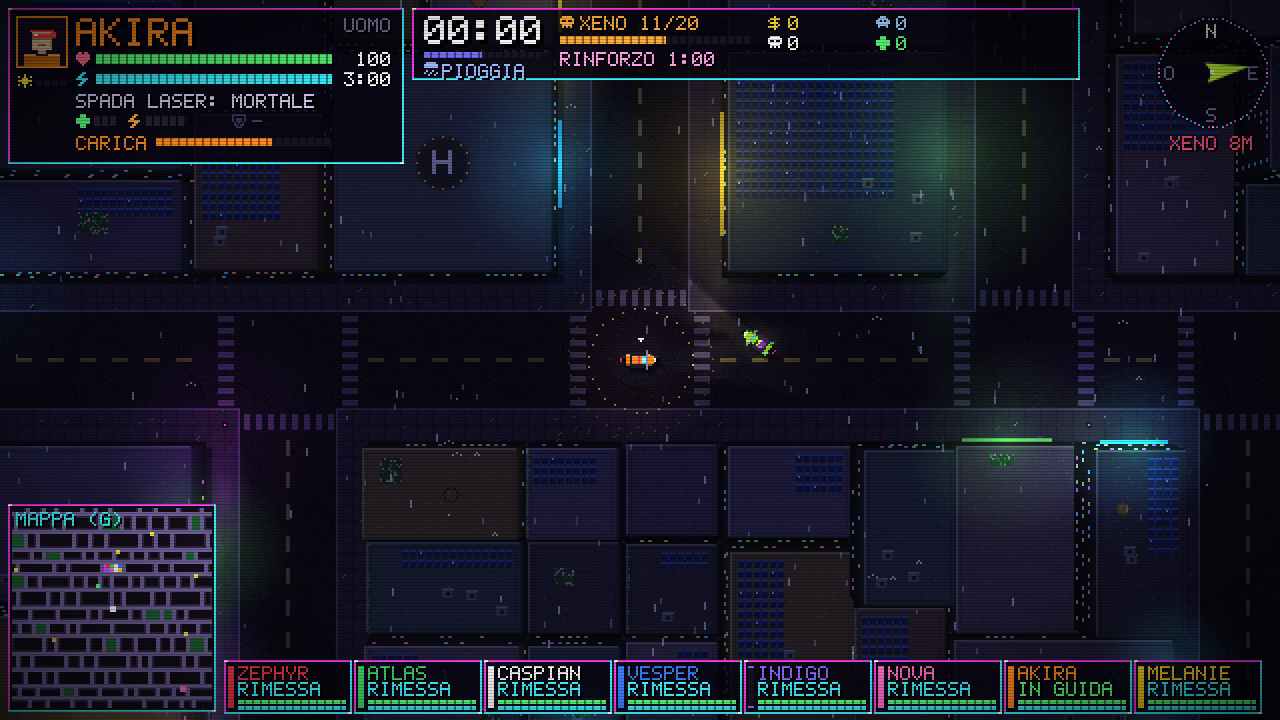 AKIRA UOMO
100
3:00
SPADA LASER: MORTALE
—
CARICA
00:00
PIOGGIA
XENO 11/20
RINFORZO 1:00
0
0
0
0
N
O E
S
XENO 8M
H
MAPPA (G)
ZEPHYR
RIMESSA
ATLAS
RIMESSA
CASPIAN
RIMESSA
VESPER
RIMESSA
INDIGO
RIMESSA
NOVA
RIMESSA
AKIRA
IN GUIDA
MELANIE
RIMESSA